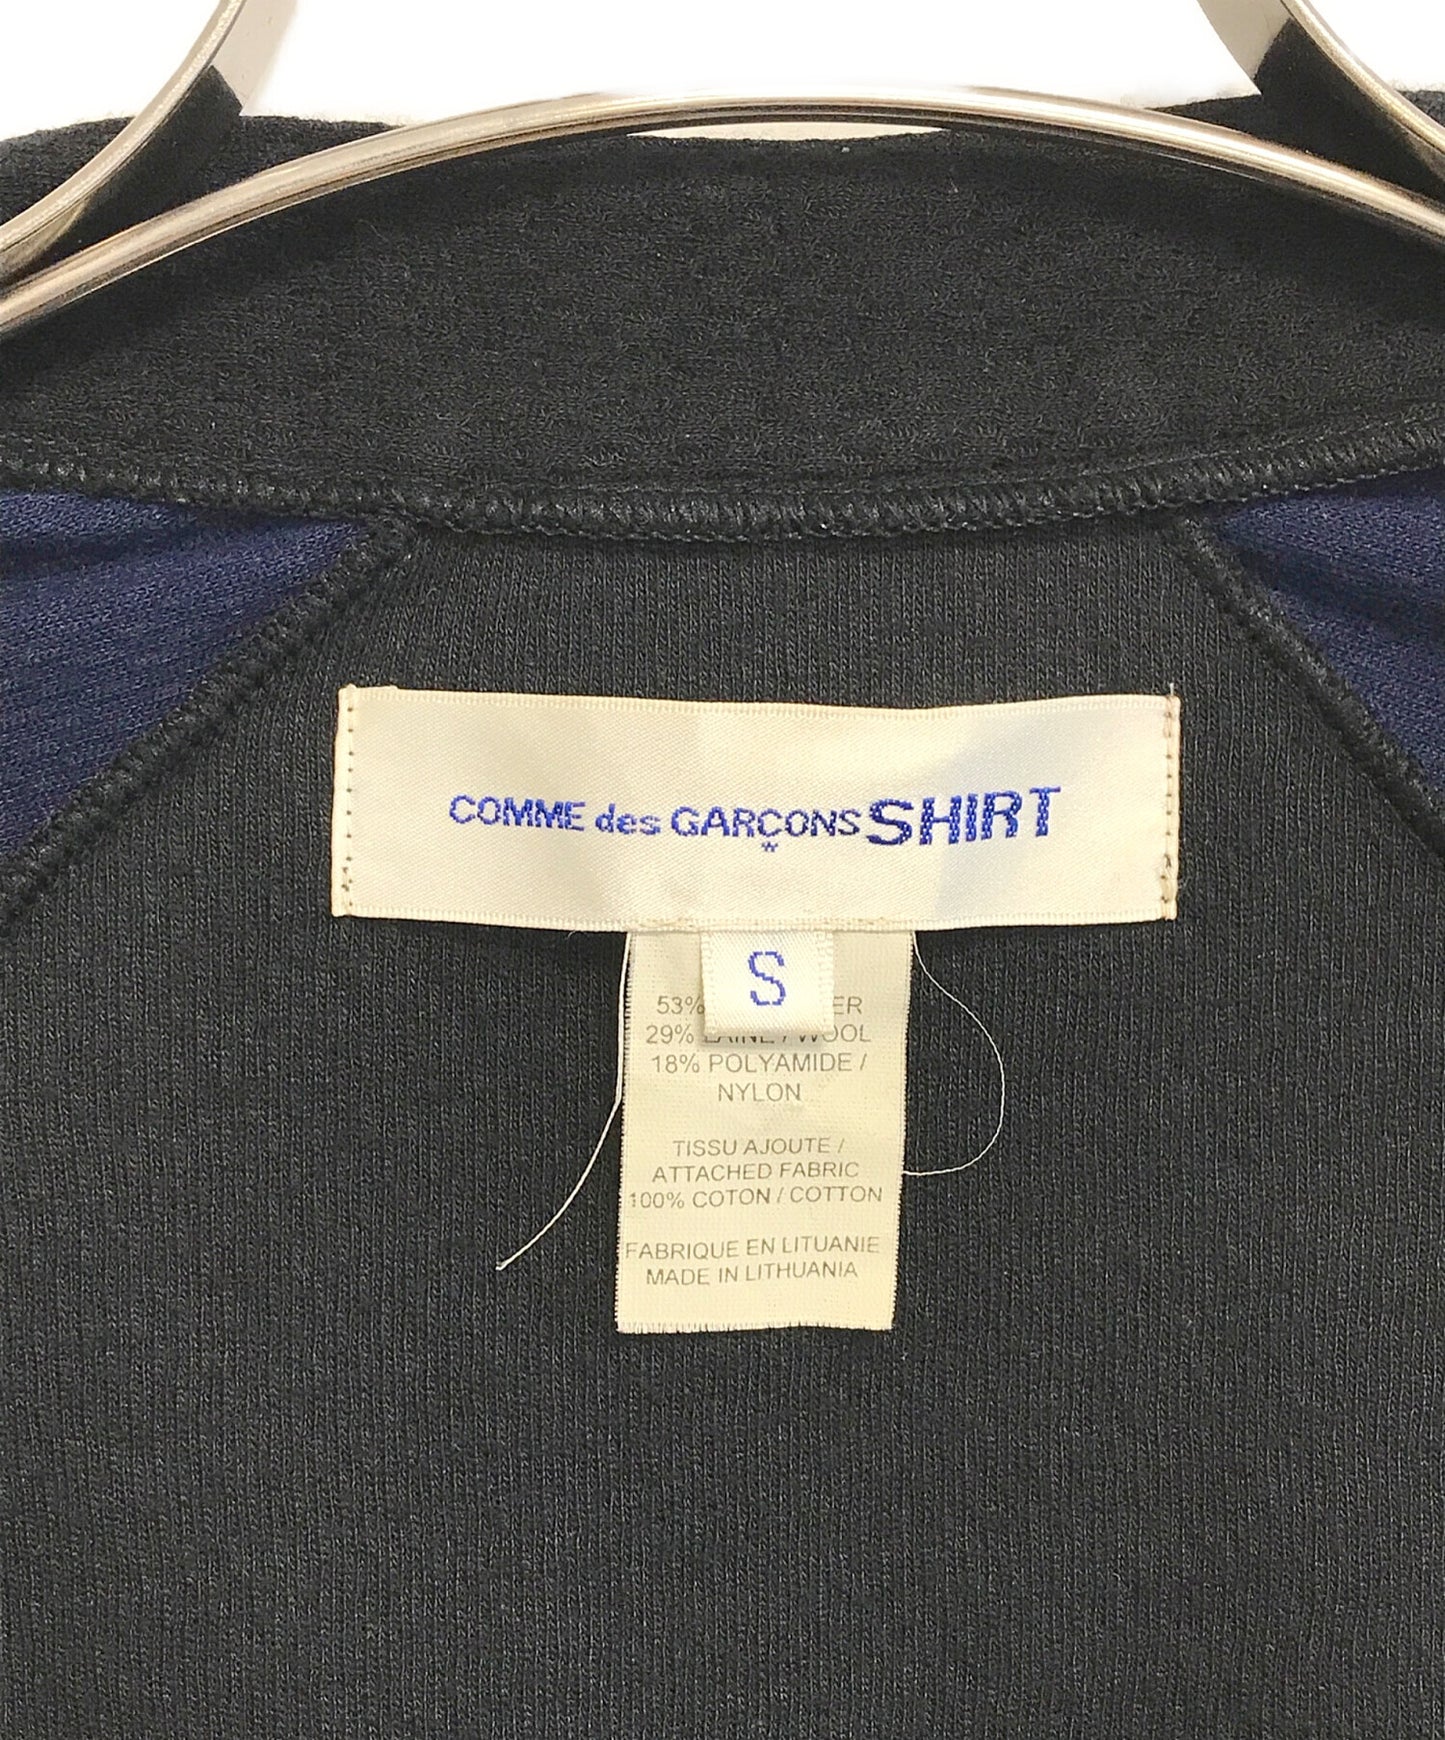 COMME des GARÇONS SHIRT
S
53%
29% LAINE / WOOL
18% POLYAMIDE /
NYLON
TISSU AJOUTE /
ATTACHED FABRIC
100% COTON / COTTON
FABRIQUE EN LITUANIE
MADE IN LITHUANIA